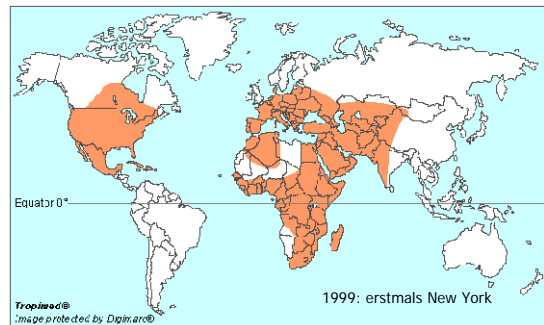 Equator 0°
1999: erstmals New York
Tropimed®
Image protected by Digimarc®